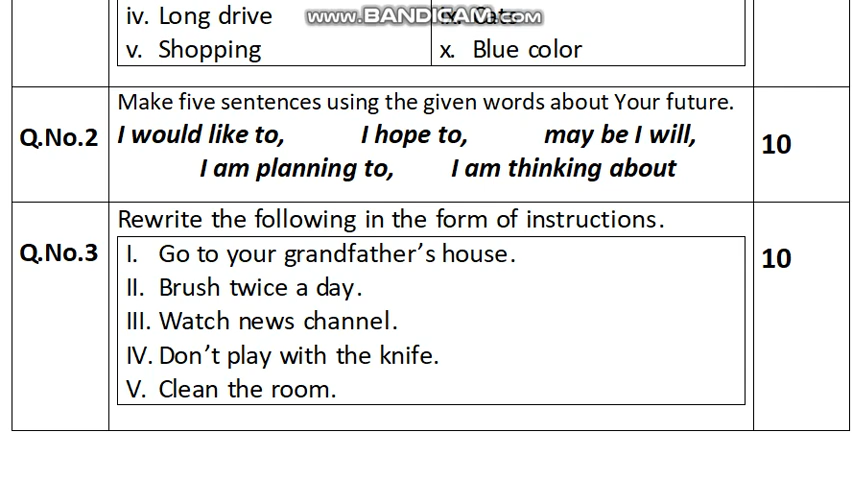 iv. Long drive
www.BANDICAM.com
ix. Cats
v. Shopping
x. Blue color
Q.No.2
Make five sentences using the given words about Your future.
I would like to, I hope to, may be I will,
I am planning to, I am thinking about
10
Q.No.3
Rewrite the following in the form of instructions.
I. Go to your grandfather’s house.
II. Brush twice a day.
III. Watch news channel.
IV. Don’t play with the knife.
V. Clean the room.
10